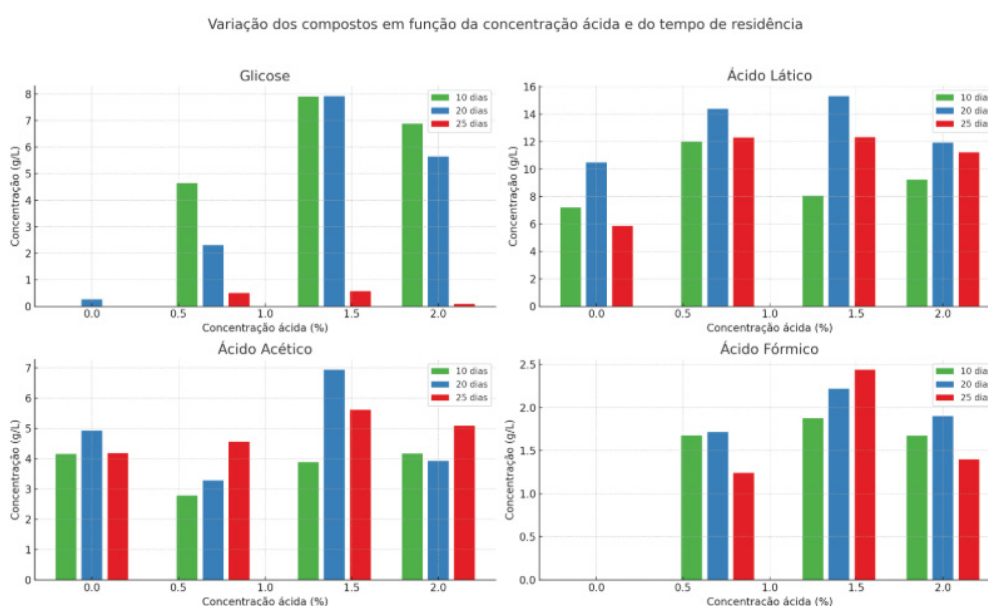 Variação dos compostos em função da concentração ácida e do tempo de residência
Glicose
Concentração (g/L)
8
7
6
5
4
3
2
1
0
10 dias
20 dias
25 dias
0.0 0.5 1.0 1.5 2.0
Concentração ácida (%)
Ácido Lático
Concentração (g/L)
16
14
12
10
8
6
4
2
0
10 dias
20 dias
25 dias
0.0 0.5 1.0 1.5 2.0
Concentração ácida (%)
Ácido Acético
Concentração (g/L)
7
6
5
4
3
2
1
0
10 dias
20 dias
25 dias
0.0 0.5 1.0 1.5 2.0
Concentração ácida (%)
Ácido Fórmico
Concentração (g/L)
2.5
2.0
1.5
1.0
0.5
0.0
10 dia
20 dia
25 dia
0.0 0.5 1.0 1.5 2.0
Concentração ácida (%)